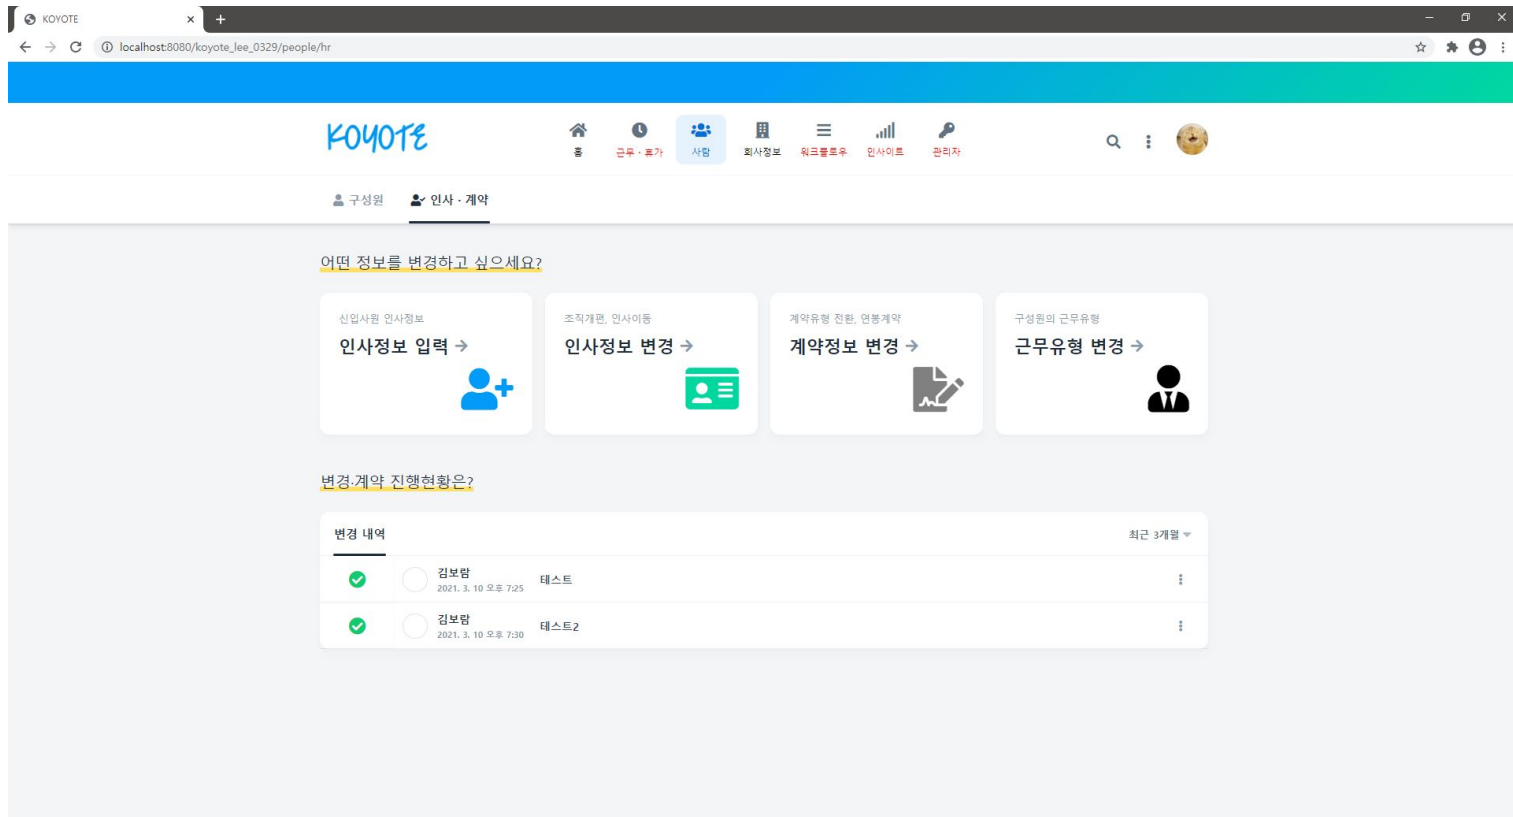 KOYOTE
localhost:8080/koyote_lee_0329/people/hr
KOYOTE
홈
근무 · 휴가
사람
회사정보
워크플로우
인사이트
관리자
구성원
인사 · 계약
어떤 정보를 변경하고 싶으세요?
신입사원 인사정보
인사정보 입력
조직개편, 인사이동
인사정보 변경
계약유형 전환, 연봉계약
계약정보 변경
구성원의 근무유형
근무유형 변경
변경·계약 진행현황은?
변경 내역
최근 3개월
김보람
2021. 3. 10 오후 7:25
테스트
김보람
2021. 3. 10 오후 7:30
테스트2